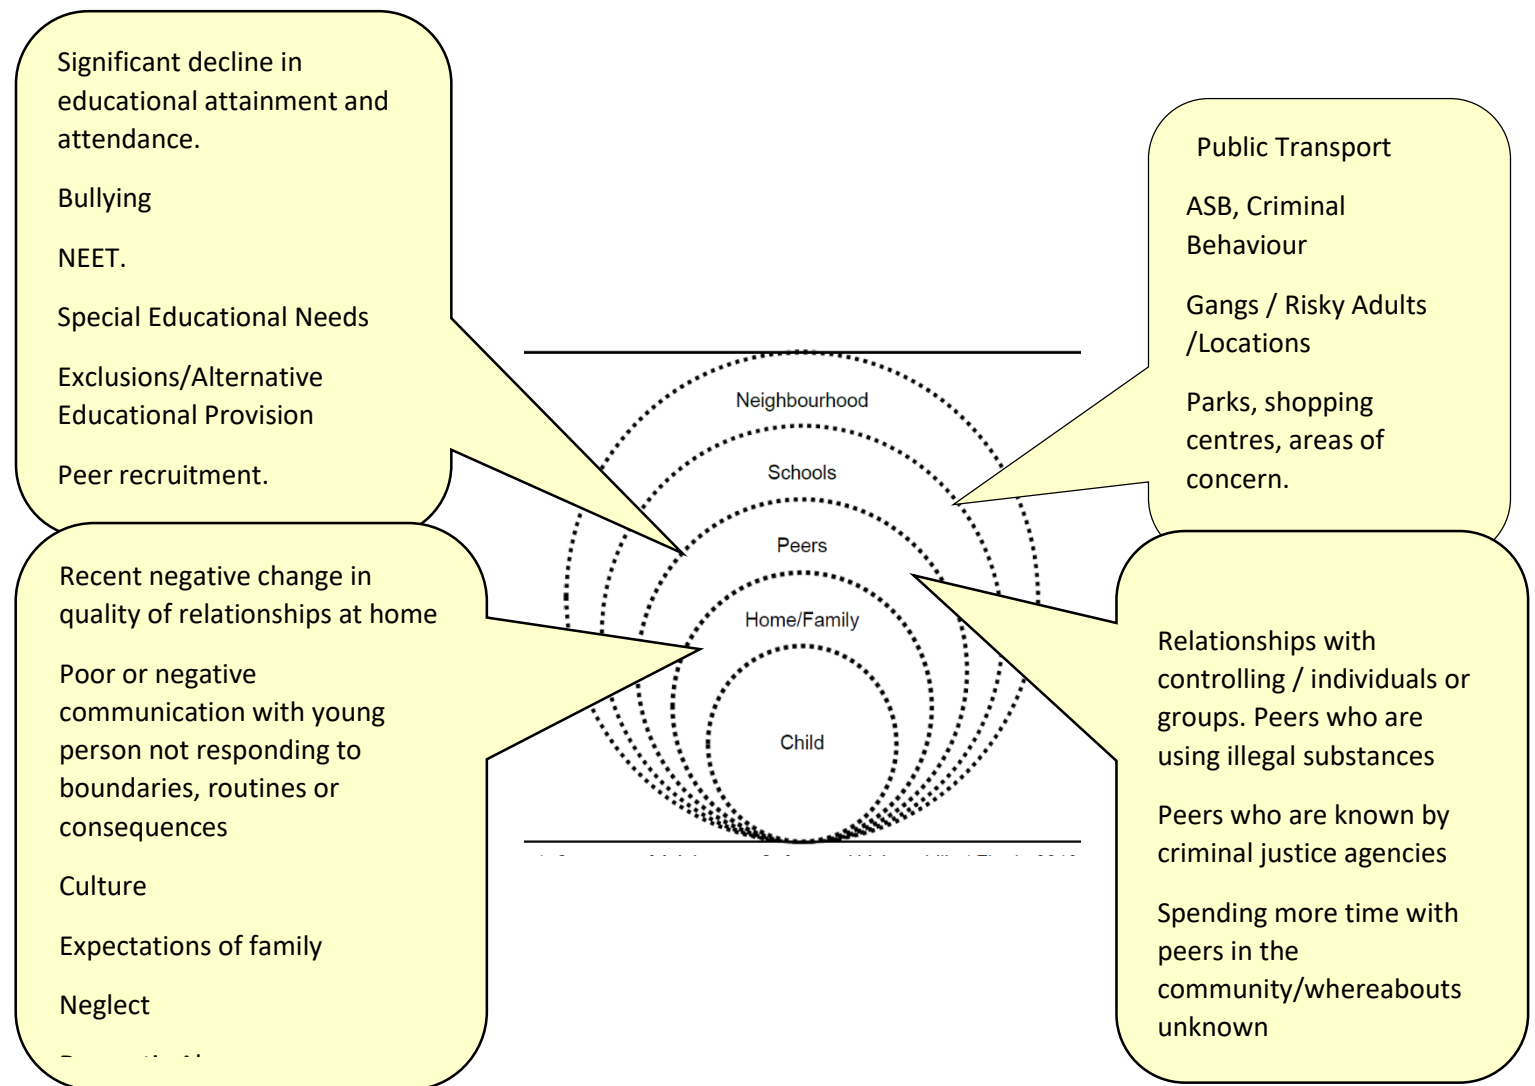 Significant decline in
educational attainment and
attendance.
Bullying
NEET.
Special Educational Needs
Exclusions/Alternative
Educational Provision
Peer recruitment.
Public Transport
ASB, Criminal
Behaviour
Gangs / Risky Adults
/Locations
Parks, shopping
centres, areas of
concern.
Neighbourhood
Schools
Peers
Home/Family
Child
Recent negative change in
quality of relationships at home
Poor or negative
communication with young
person not responding to
boundaries, routines or
consequences
Culture
Expectations of family
Neglect
Relationships with
controlling / individuals or
groups. Peers who are
using illegal substances
Peers who are known by
criminal justice agencies
Spending more time with
peers in the
community/whereabouts
unknown